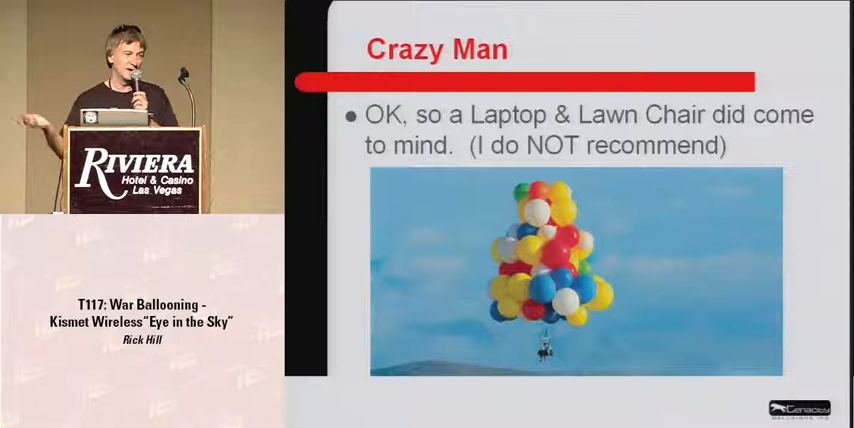 Crazy Man
• OK, so a Laptop & Lawn Chair did come
to mind. (I do NOT recommend)
RIVIERA
Hotel & Casino
Las Vegas
T117: War Ballooning -
Kismet Wireless“Eye in the Sky”
Rick Hill
Tenacity